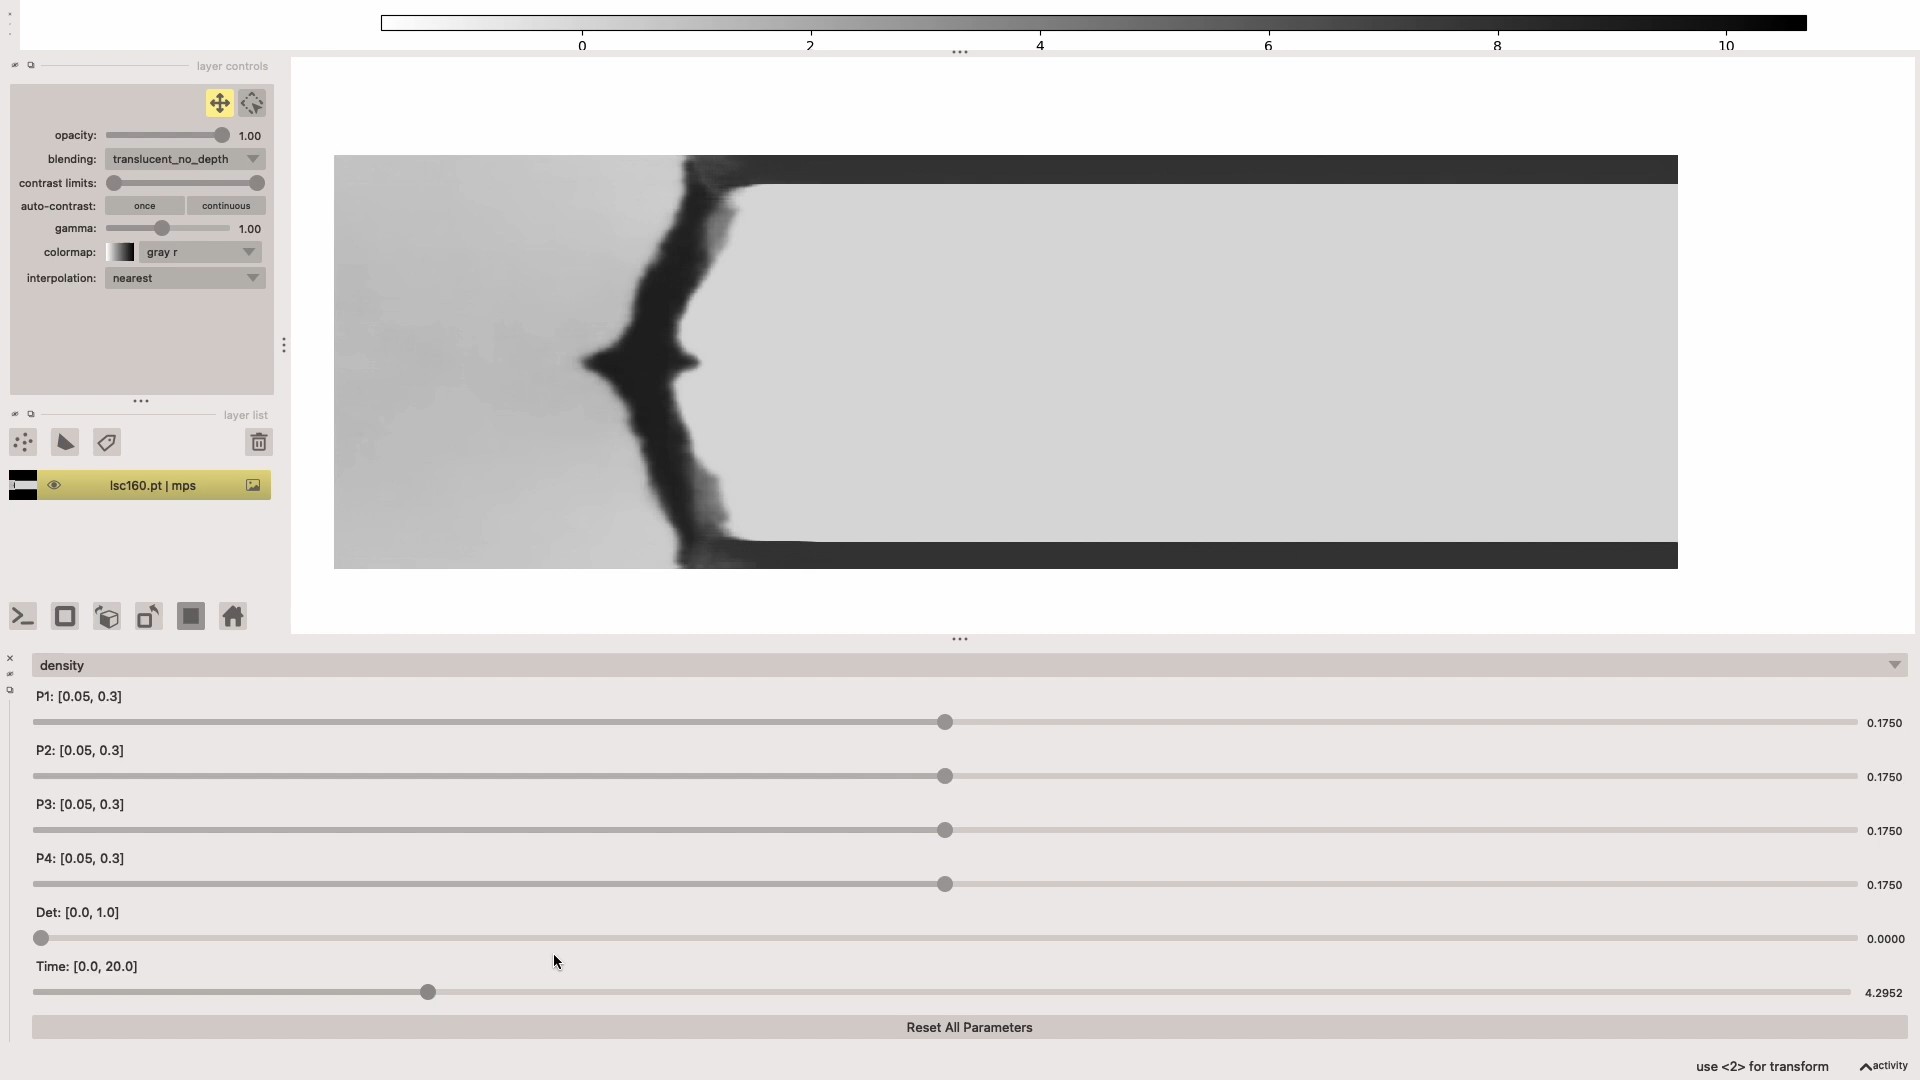 0 2 4 6 8 10
layer controls
opacity: 1.00
blending: translucent_no_depth
contrast limits:
auto-contrast: once continuous
gamma: 1.00
colormap: gray r
interpolation: nearest
layer list
lsc160.pt | mps
density
P1: [0.05, 0.3]
0.1750
P2: [0.05, 0.3]
0.1750
P3: [0.05, 0.3]
0.1750
P4: [0.05, 0.3]
0.1750
Det: [0.0, 1.0]
0.0000
Time: [0.0, 20.0]
4.2952
Reset All Parameters
use <2> for transform activity